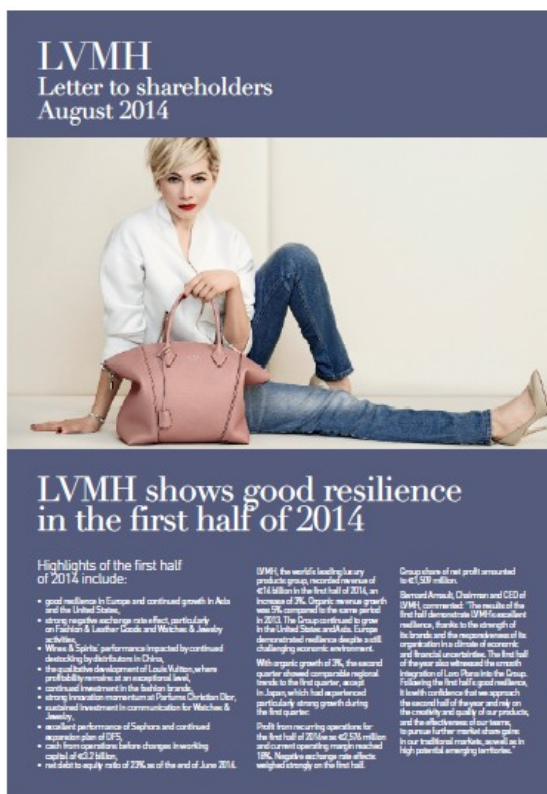 LVMH
Letter to shareholders
August 2014
LVMH shows good resilience
in the first half of 2014
Highlights of the first half
of 2014 include:
• good resilience in Europe and continued growth in Asia
and the United States,
• strong negative exchange rate effect, particularly
on Fashion & Leather Goods and Watches & Jewelry
activities,
• Wines & Spirits' performance impacted by continued
destocking by distributors in China,
• the qualitative development of Louis Vuitton, where
profitability remains at an exceptional level,
• continued investment in the fashion brands,
• strong innovation momentum at Parfums Christian Dior,
• sustained investment in communication for Watches &
Jewelry,
• excellent performance of Sephora and continued
expansion plan of DFS,
• cash from operations before changes in working
capital of €3.2 billion,
• net debt to equity ratio of 23% as of the end of June 2014.
LVMH, the world's leading luxury
products group, recorded revenue of
€14 billion in the first half of 2014, an
increase of 3%. Organic revenue growth
was 5% compared to the same period
in 2013. The Group continued to grow
in the United States and Asia. Europe
demonstrated resilience despite a still
challenging economic environment.
With organic growth of 3%, the second
quarter showed comparable regional
trends to the first quarter, except
in Japan, which had experienced
particularly strong growth during
the first quarter.
Profit from recurring operations for
the first half of 2014 was €2,576 million
and current operating margin reached
18%. Negative exchange rate effects
weighed strongly on the first half.
Group share of net profit amounted
to €1,509 million.
Bernard Arnault, Chairman and CEO of
LVMH, commented: "The results of the
first half demonstrate LVMH's excellent
resilience, thanks to the strength of
its brands and the responsiveness of its
organization in a climate of economic
and financial uncertainties. The first half
of the year also witnessed the smooth
integration of Loro Piana into the Group.
Following the first half's good resilience,
it is with confidence that we approach
the second half of the year and rely on
the creativity and quality of our products,
and the effectiveness of our teams,
to pursue further market share gains
in our traditional markets, as well as in
high potential emerging territories."